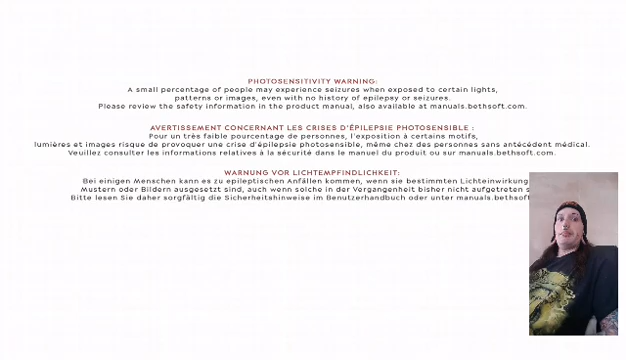 PHOTOSENSITIVITY WARNING:
A small percentage of people may experience seizures when exposed to certain lights,
patterns or images, even with no history of epilepsy or seizures.
Please review the safety information in the product manual, also available at manuals.bethsoft.com.
AVERTISSEMENT CONCERNANT LES CRISES D'ÉPILEPSIE PHOTOSENSIBLE :
Pour un très faible pourcentage de personnes, l'exposition à certains motifs,
lumières et images risque de provoquer une crise d'épilepsie photosensible, même chez des personnes sans antécédent médical.
Veuillez consulter les informations relatives à la sécurité dans le manuel du produit ou sur manuals.bethsoft.com.
WARNUNG VOR LICHTEMPFINDLICHKEIT:
Bei einigen Menschen kann es zu epileptischen Anfällen kommen, wenn sie bestimmten Lichteinwirkung
Mustern oder Bildern ausgesetzt sind, auch wenn solche in der Vergangenheit bisher nicht aufgetreten s
Bitte lesen Sie daher sorgfältig die Sicherheitshinweise im Benutzerhandbuch oder unter manuals.bethsoft